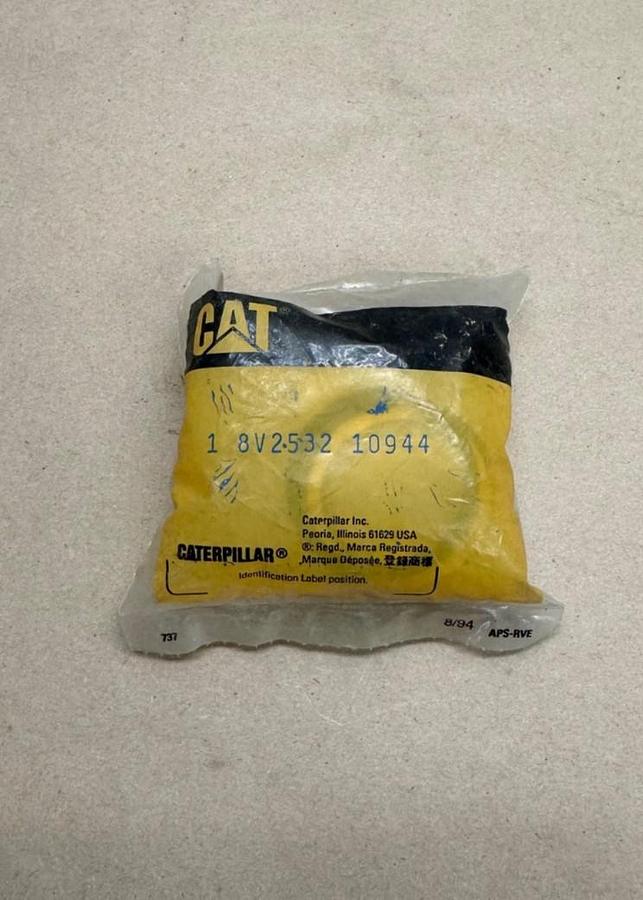 CAT®
1 8V2532 10944
Caterpillar Inc.
Peoria, Illinois 61629 USA
®: Regd., Marca Registrada,
Marque Déposée, 登録商標
CATERPILLAR®
Identification Label position.
737
8/94
APS-RVE